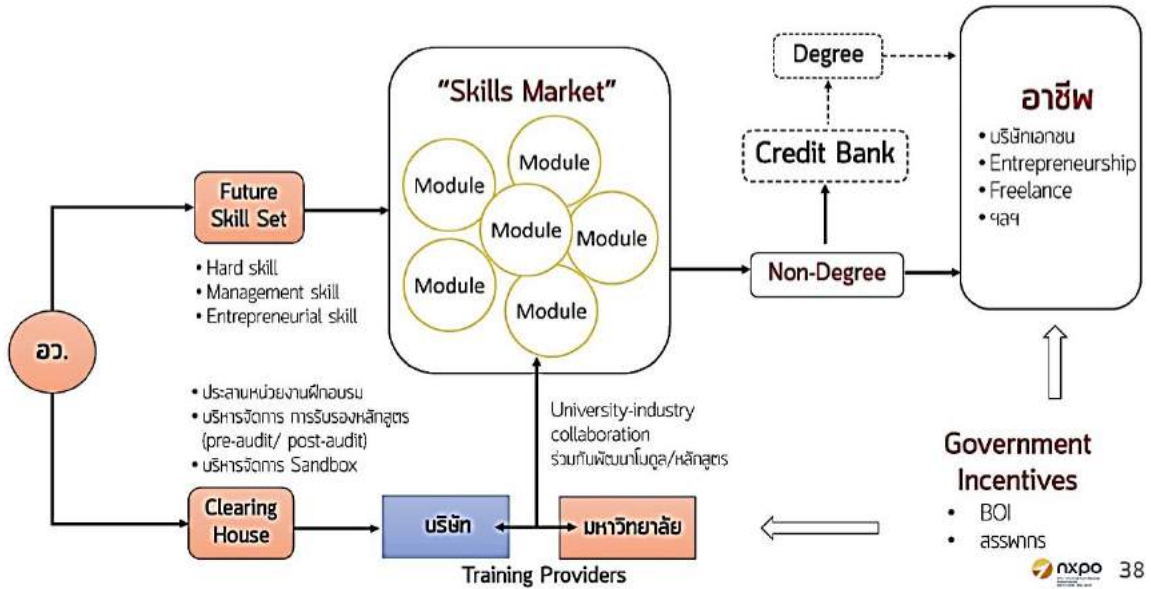 อว.
Future
Skill Set
• Hard skill
• Management skill
• Entrepreneurial skill
• ประสานหน่วยงานฝึกอบรม
• บริหารจัดการ การรับรองหลักสูตร
(pre-audit/ post-audit)
• บริหารจัดการ Sandbox
Clearing
House
"Skills Market"
Module
Module
Module
Module
Module
Module
University-industry
collaboration
ร่วมกันพัฒนาโมดูล/หลักสูตร
บริษัท
มหาวิทยาลัย
Training Providers
Degree
Credit Bank
Non-Degree
อาชีพ
• บริษัทเอกชน
• Entrepreneurship
• Freelance
• ฯลฯ
Government
Incentives
• BOI
• สรรพากร
nxpo 38